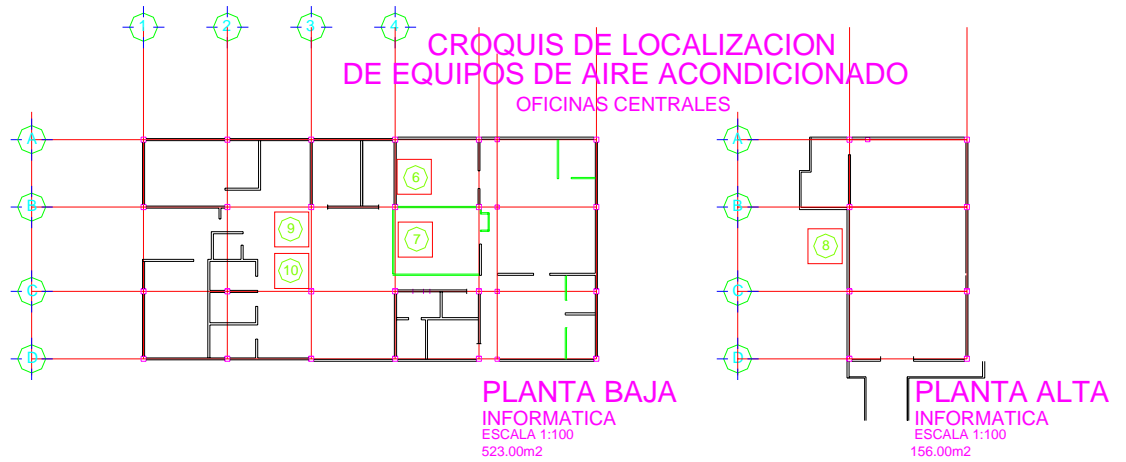 1 2 3 4
CROQUIS DE LOCALIZACION
DE EQUIPOS DE AIRE ACONDICIONADO
OFICINAS CENTRALES
A A
6
B B
9 7 8
10
C C
D D
PLANTA BAJA
INFORMATICA
ESCALA 1:100
523.00m2
PLANTA ALTA
INFORMATICA
ESCALA 1:100
156.00m2